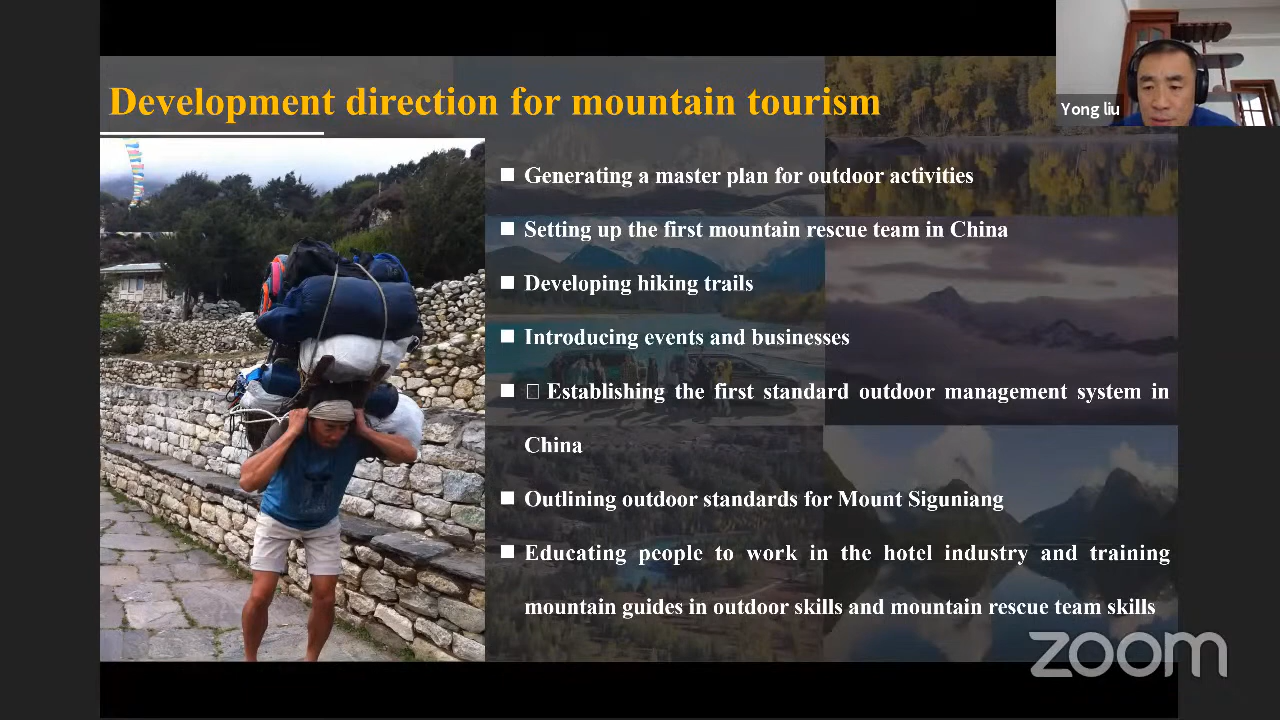 Development direction for mountain tourism
Yong liu
■ Generating a master plan for outdoor activities
■ Setting up the first mountain rescue team in China
■ Developing hiking trails
■ Introducing events and businesses
■ □ Establishing the first standard outdoor management system in
China
■ Outlining outdoor standards for Mount Siguniang
■ Educating people to work in the hotel industry and training
mountain guides in outdoor skills and mountain rescue team skills
zoom